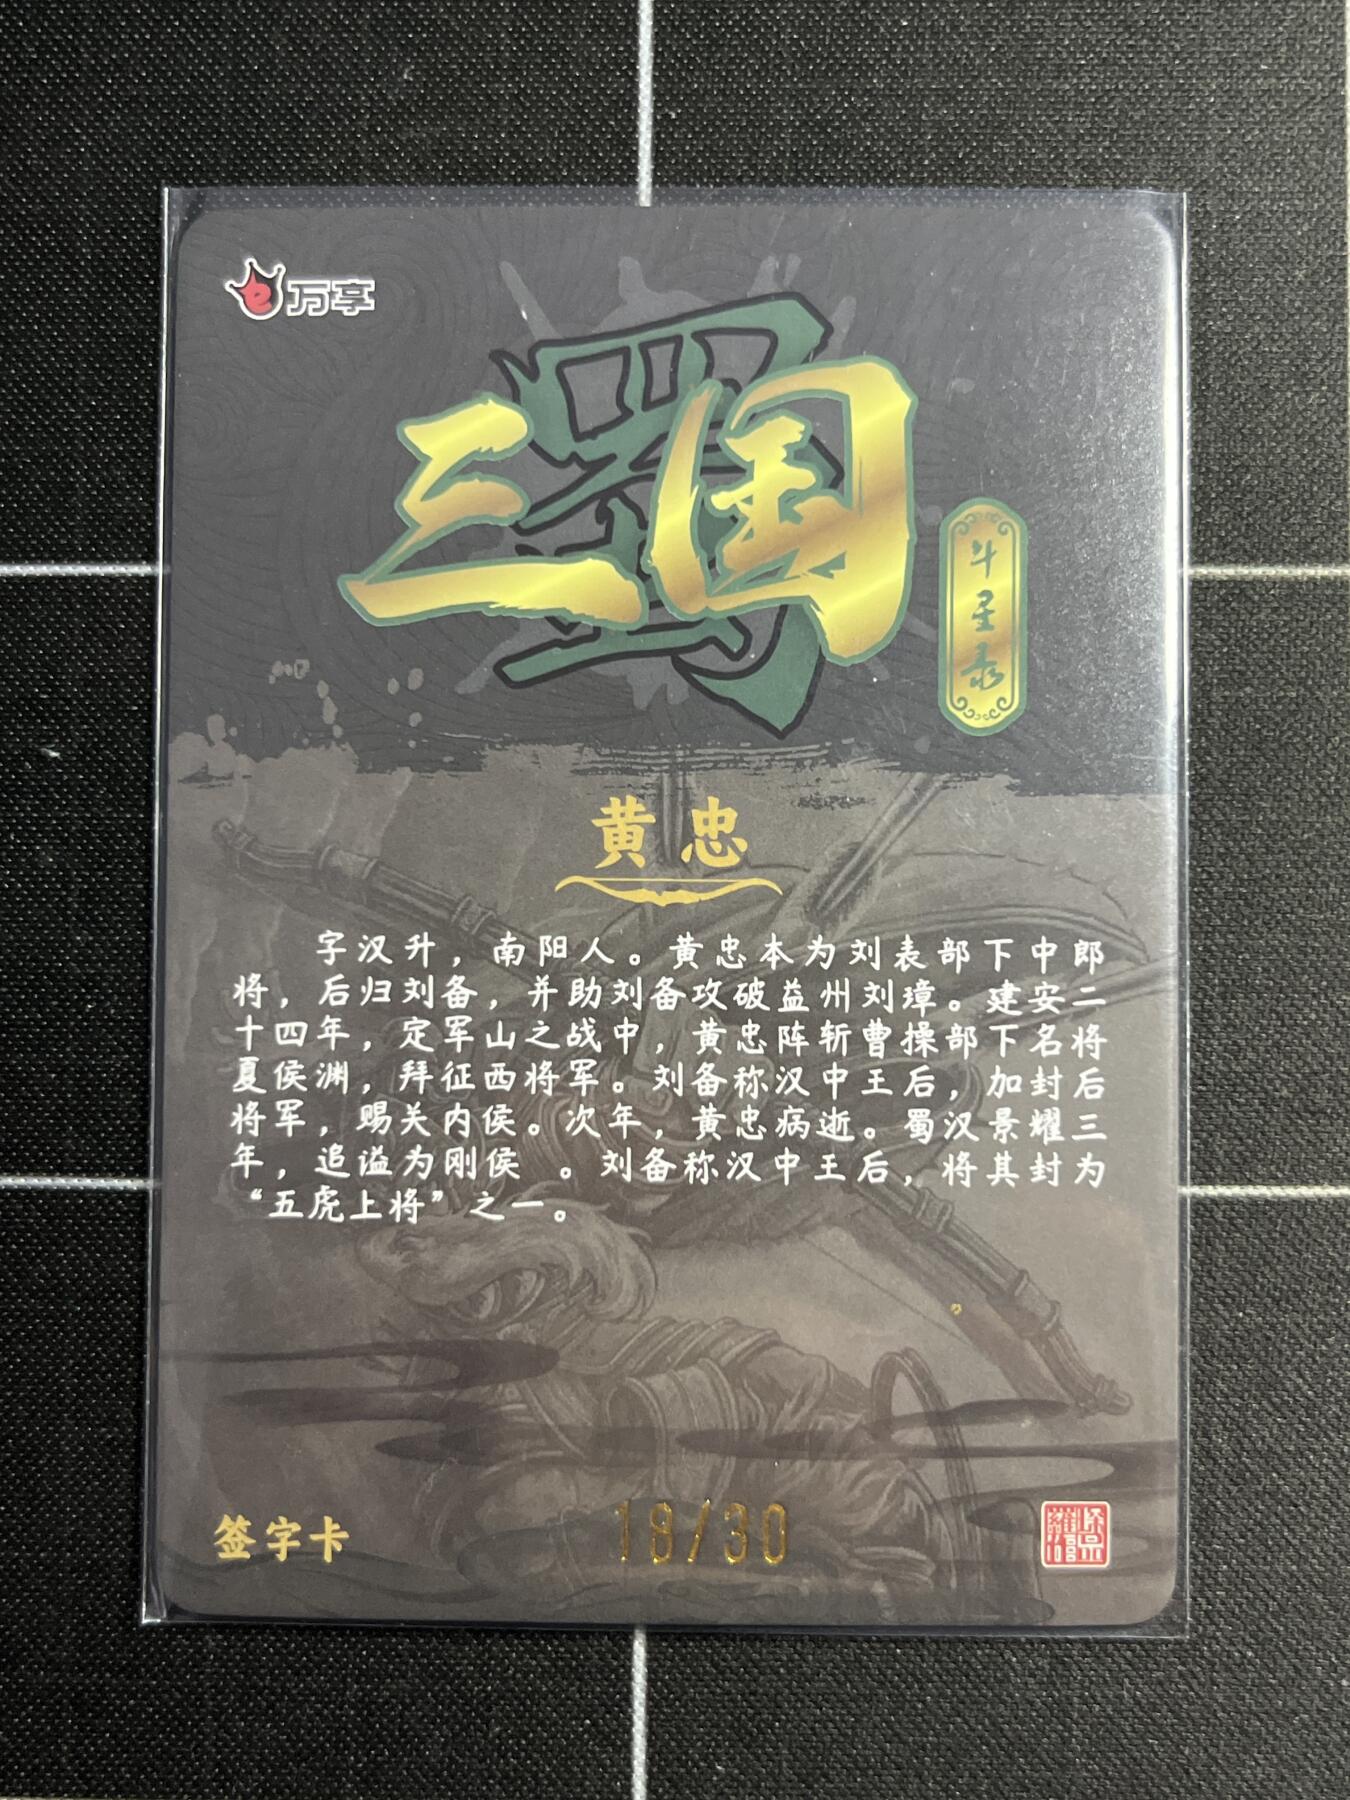 万享
蜀
三国
斗星录
黄忠
字汉升，南阳人。黄忠本为刘表部下中郎
将，后归刘备，并助刘备攻破益州刘璋。建安二
十四年，定军山之战中，黄忠阵斩曹操部下名将
夏侯渊，拜征西将军。刘备称汉中王后，加封后
将军，赐关内侯。次年，黄忠病逝。蜀汉景耀三
年，追谥为刚侯 。刘备称汉中王后，将其封为
“五虎上将”之一。
签字卡
18/30